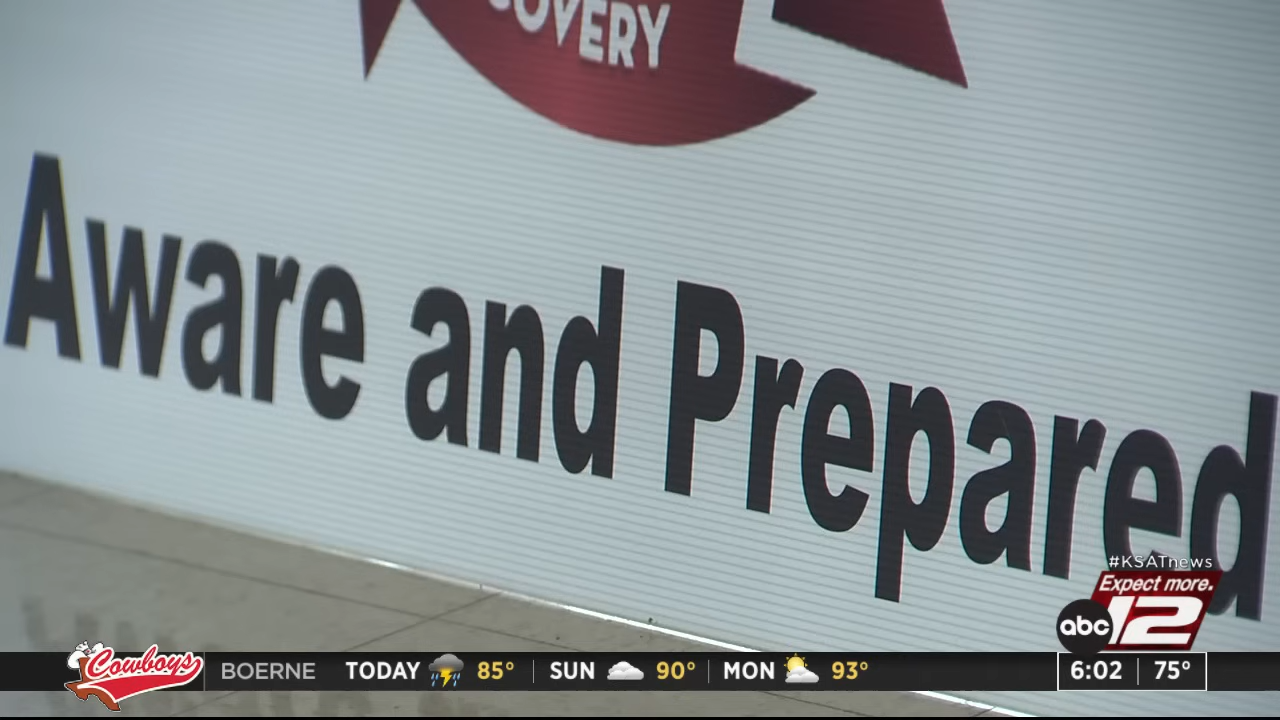 OVERY
Aware and Prepared
#KSATnews
Expect more.
abc 12
Cowboys
BOERNE TODAY 85° SUN 90° MON 93° 6:02 75°